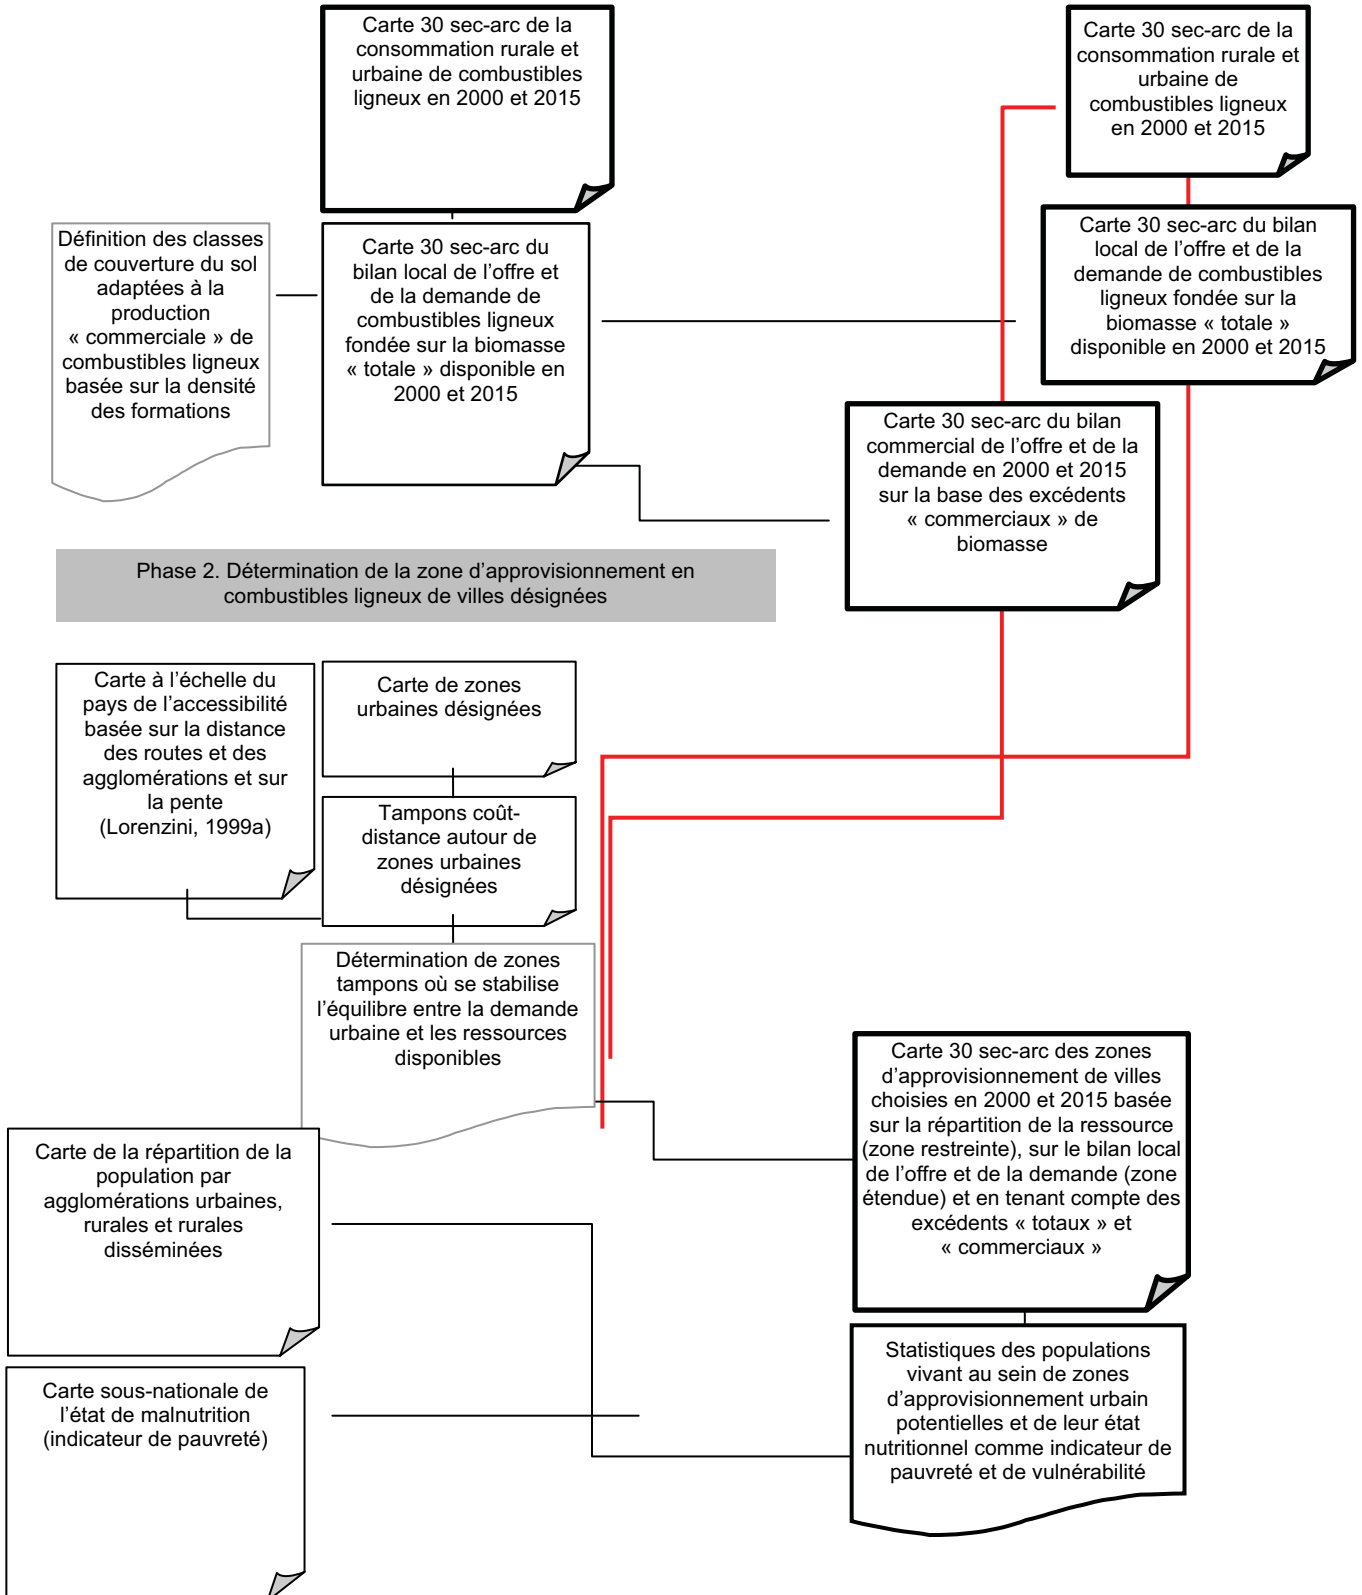 Carte 30 sec-arc de la
consommation rurale et
urbaine de combustibles
ligneux en 2000 et 2015
Carte 30 sec-arc de la
consommation rurale et
urbaine de
combustibles ligneux
en 2000 et 2015
Définition des classes
de couverture du sol
adaptées à la
production
« commerciale » de
combustibles ligneux
basée sur la densité
des formations
Carte 30 sec-arc du
bilan local de l’offre et
de la demande de
combustibles ligneux
fondée sur la biomasse
« totale » disponible en
2000 et 2015
Carte 30 sec-arc du bilan
local de l’offre et de la
demande de combustibles
ligneux fondée sur la
biomasse « totale »
disponible en 2000 et 2015
Carte 30 sec-arc du bilan
commercial de l’offre et de la
demande en 2000 et 2015
sur la base des excédents
« commerciaux » de
biomasse
Phase 2. Détermination de la zone d’approvisionnement en
combustibles ligneux de villes désignées
Carte à l’échelle du
pays de l’accessibilité
basée sur la distance
des routes et des
agglomérations et sur
la pente
(Lorenzini, 1999a)
Carte de zones
urbaines désignées
Tampons coût-
distance autour de
zones urbaines
désignées
Détermination de zones
tampons où se stabilise
l’équilibre entre la demande
urbaine et les ressources
disponibles
Carte 30 sec-arc des zones
d’approvisionnement de villes
choisies en 2000 et 2015 basée
sur la répartition de la ressource
(zone restreinte), sur le bilan local
de l’offre et de la demande (zone
étendue) et en tenant compte des
excédents « totaux » et
« commerciaux »
Carte de la répartition de la
population par
agglomérations urbaines,
rurales et rurales
disséminées
Carte sous-nationale de
l’état de malnutrition
(indicateur de pauvreté)
Statistiques des populations
vivant au sein de zones
d’approvisionnement urbain
potentielles et de leur état
nutritionnel comme indicateur de
pauvreté et de vulnérabilité